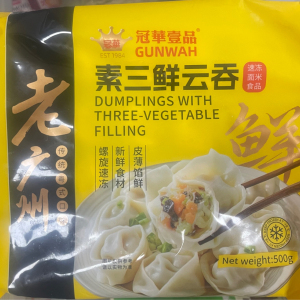 冠華
冠華壹品
GUNWAH
素三鲜云吞
速冻
面米
食品
DUMPLINGS WITH
THREE-VEGETABLE
FILLING
老广州
鲜
皮薄馅鲜
新鲜食材
螺旋速冻
Net weight:500g